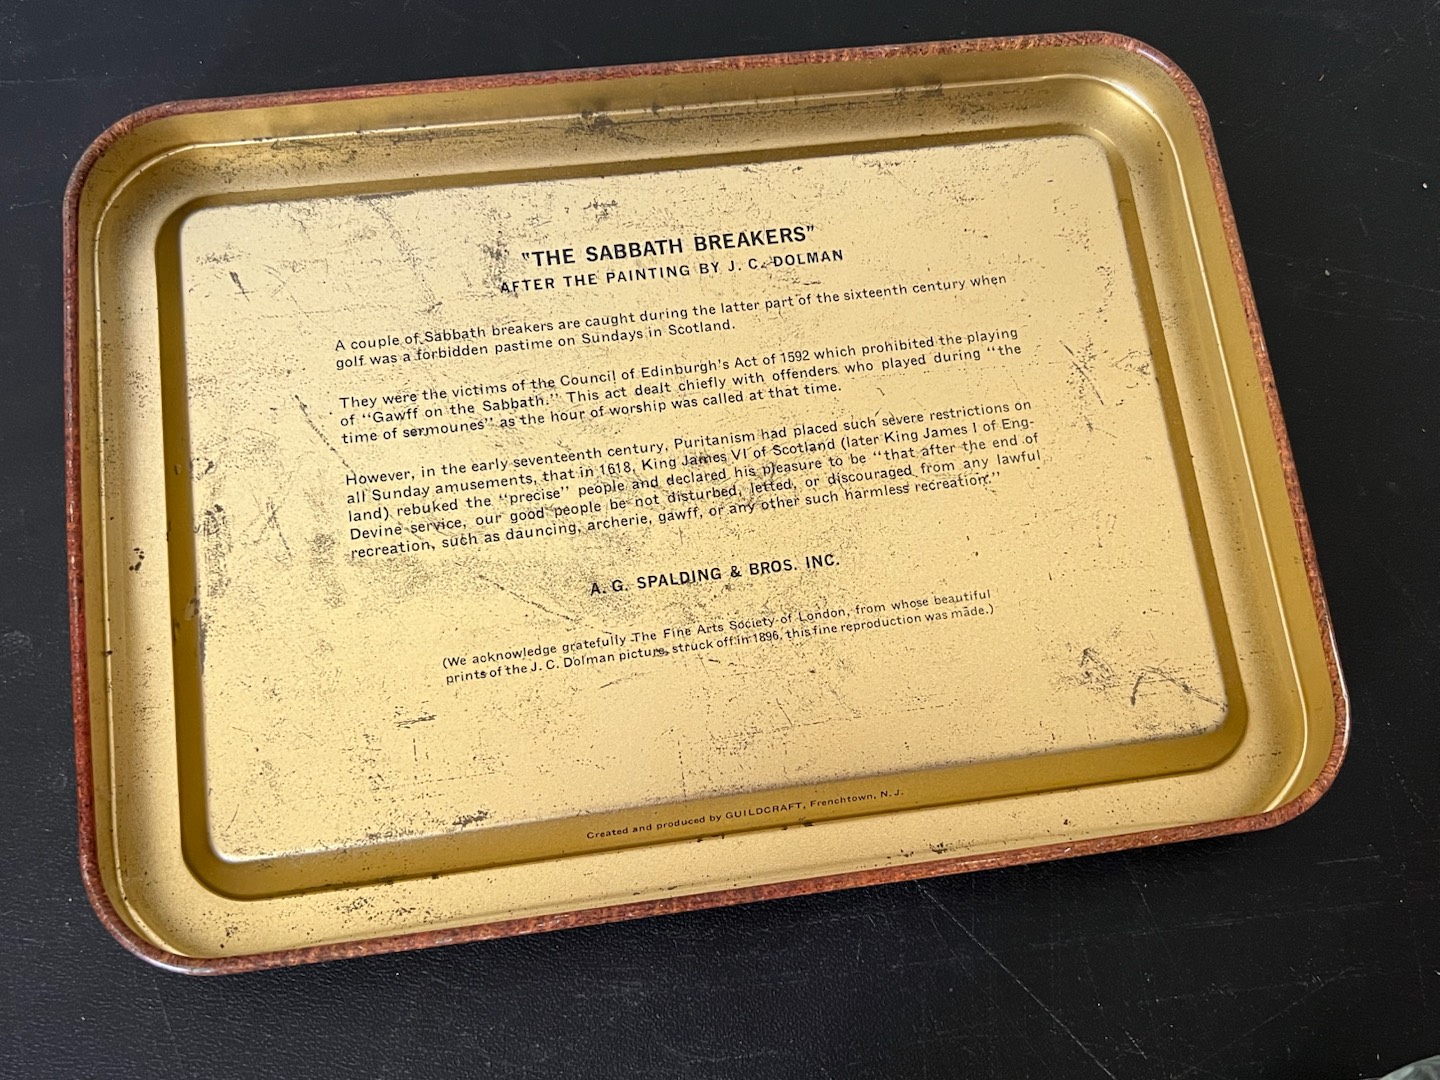 "THE SABBATH BREAKERS"
AFTER THE PAINTING BY J. C. DOLMAN
A couple of Sabbath breakers are caught during the latter part of the sixteenth century when
golf was a forbidden pastime on Sundays in Scotland.
They were the victims of the Council of Edinburgh's Act of 1592 which prohibited the playing
of "Gawff on the Sabbath." This act dealt chiefly with offenders who played during "the
time of sermounes" as the hour of worship was called at that time.
However, in the early seventeenth century, Puritanism had placed such severe restrictions on
all Sunday amusements, that in 1618, King James VI of Scotland (later King James I of Eng-
land) rebuked the "precise" people and declared his pleasure to be "that after the end of
Devine service, our good people be not disturbed, letted, or discouraged from any lawful
recreation, such as dauncing, archerie, gawff, or any other such harmless recreation."
A. G. SPALDING & BROS. INC.
(We acknowledge gratefully The Fine Arts Society of London, from whose beautiful
prints of the J. C. Dolman picture, struck off in 1896, this fine reproduction was made.)
Created and produced by GUILDCRAFT, Frenchtown, N. J.